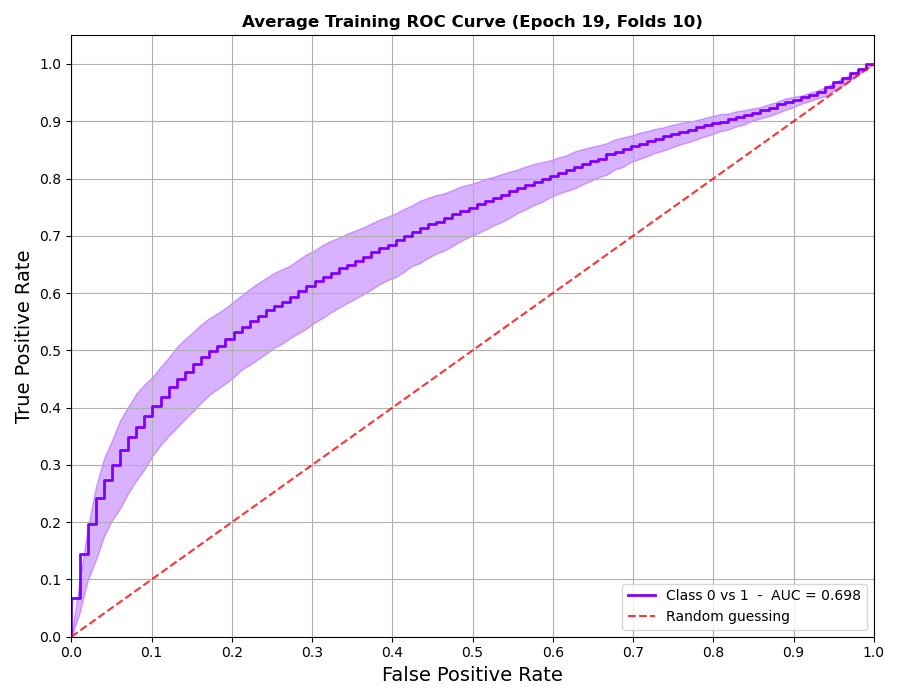 Average Training ROC Curve (Epoch 19, Folds 10)
True Positive Rate
1.0
0.9
0.8
0.7
0.6
0.5
0.4
0.3
0.2
0.1
0.0
Class 0 vs 1 - AUC = 0.698
Random guessing
0.0 0.1 0.2 0.3 0.4 0.5 0.6 0.7 0.8 0.9 1.0
False Positive Rate